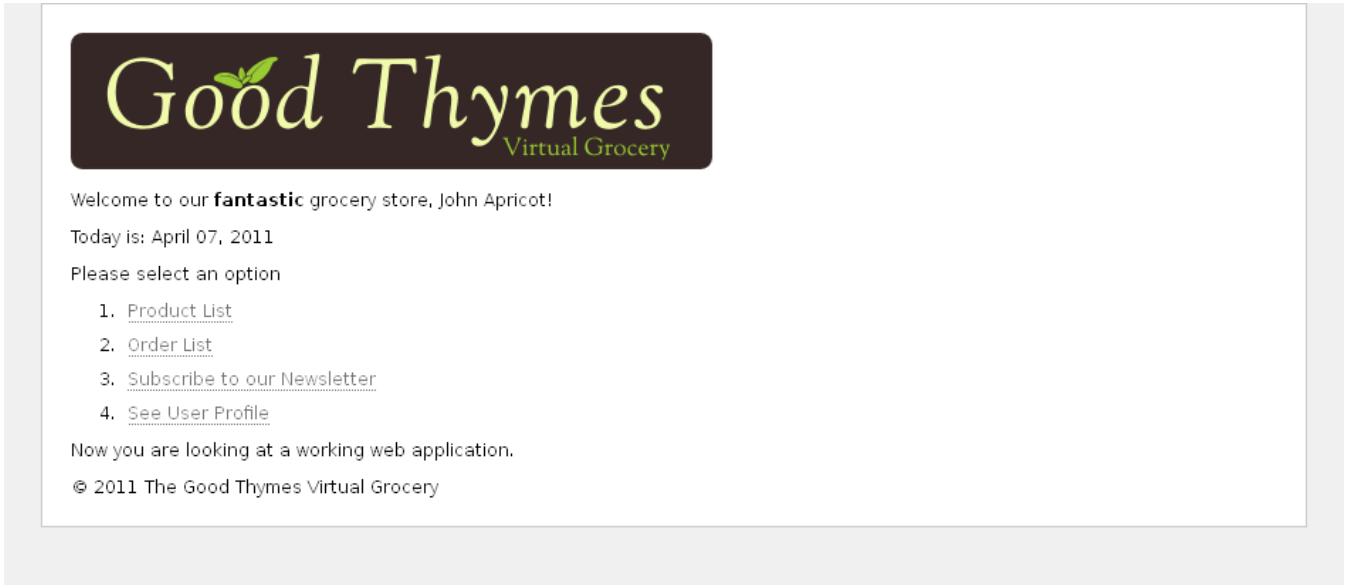 Good Thymes
Virtual Grocery
Welcome to our fantastic grocery store, John Apricot!
Today is: April 07, 2011
Please select an option
1. Product List
2. Order List
3. Subscribe to our Newsletter
4. See User Profile
Now you are looking at a working web application.
© 2011 The Good Thymes Virtual Grocery